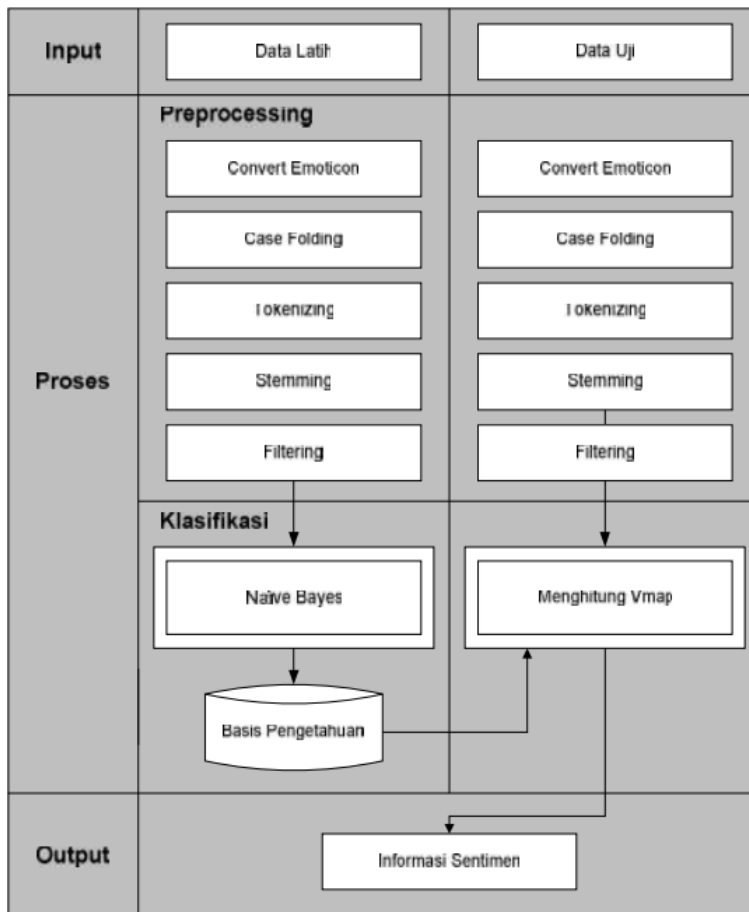 Input
Data Latih
Data Uji
Proses
Preprocessing
Convert Emoticon
Convert Emoticon
Case Folding
Case Folding
Tokenizing
Tokenizing
Stemming
Stemming
Filtering
Filtering
Klasifikasi
Naïve Bayes
Menghitung Vmap
Basis Pengetahuan
Output
Informasi Sentimen